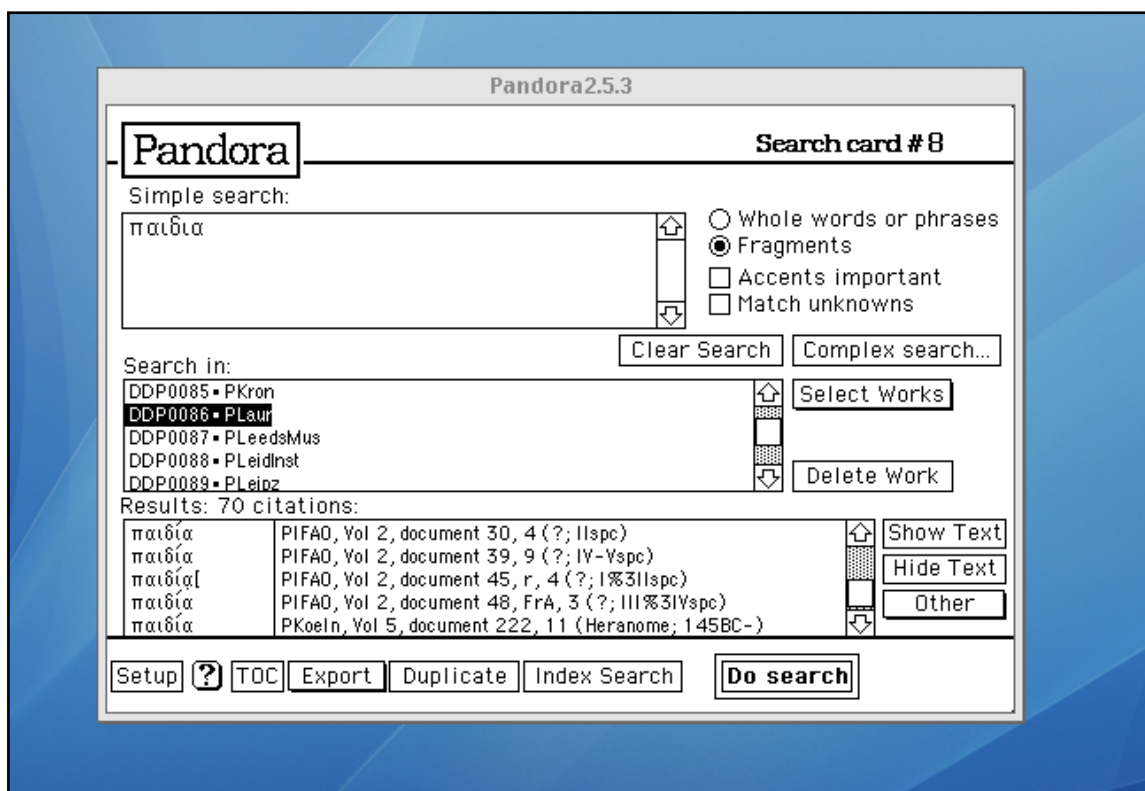 Pandora2.5.3
Pandora
Search card # 8
Simple search:
παιδια
Whole words or phrases
Fragments
Accents important
Match unknowns
Clear Search
Complex search...
Search in:
DDP0085▪PKron
DDP0086▪PLaur
DDP0087▪PLeedsMus
DDP0088▪PLeidInst
DDP0089▪PLeipz
Select Works
Delete Work
Results: 70 citations:
παιδία PIFAO, Vol 2, document 30, 4 (?; IIspc)
παιδία PIFAO, Vol 2, document 39, 9 (?; IV-Vspc)
παιδία[ PIFAO, Vol 2, document 45, r, 4 (?; I%3IIspc)
παιδία PIFAO, Vol 2, document 48, FrA, 3 (?; III%3IVspc)
παιδία PKoeln, Vol 5, document 222, 11 (Heranome; 145BC-)
Show Text
Hide Text
Other
Setup ? TOC Export Duplicate Index Search Do search